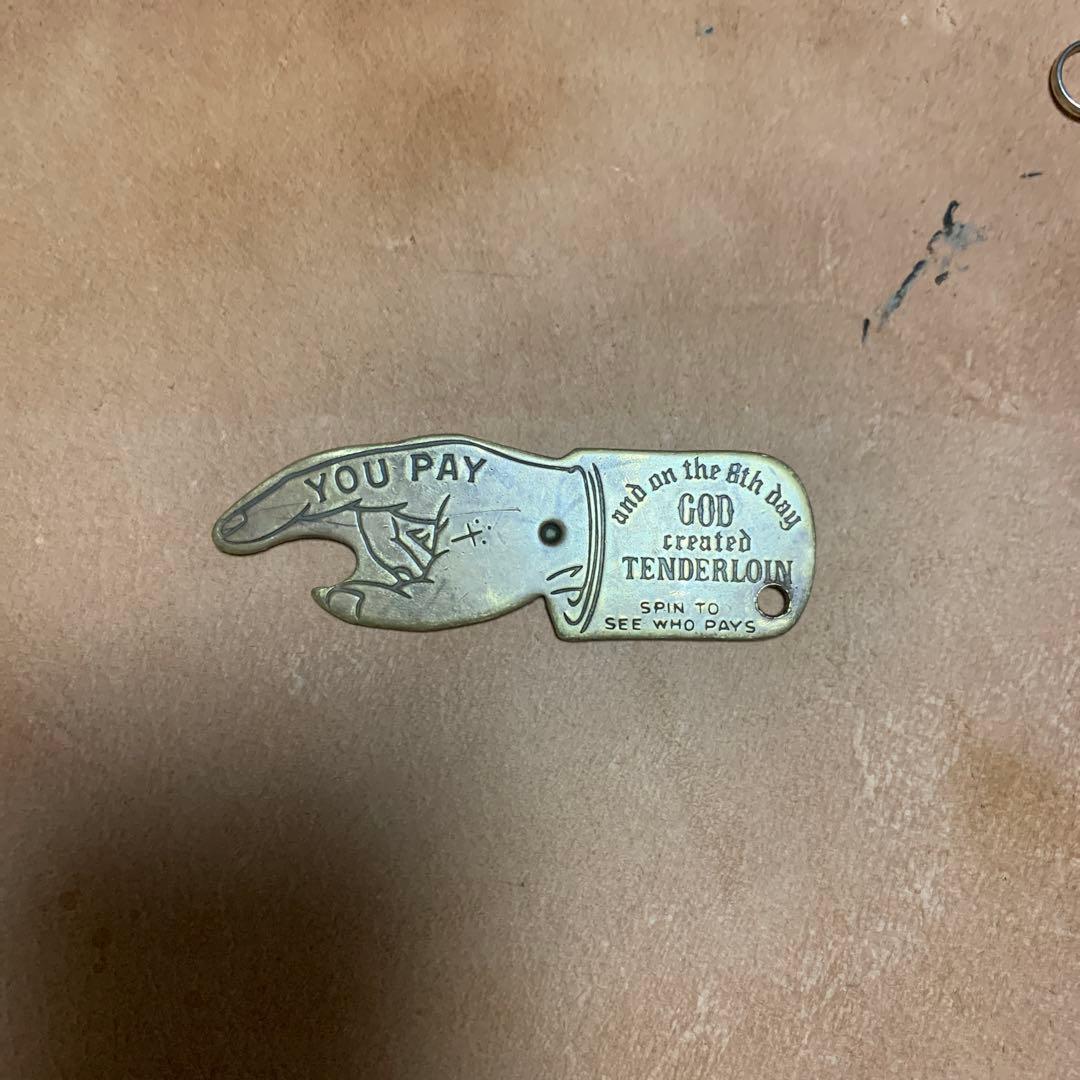 YOU PAY
and on the 8th day
GOD
created
TENDERLOIN
SPIN TO
SEE WHO PAYS